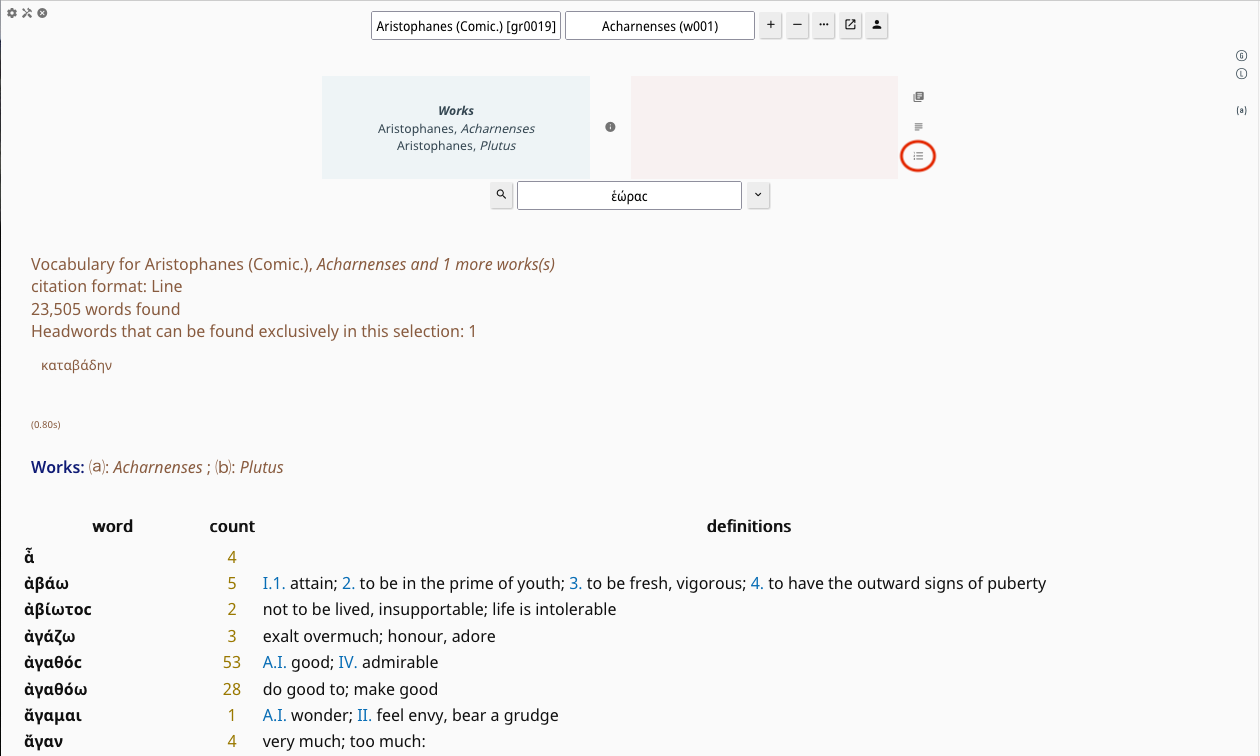 Aristophanes (Comic.) [gr0019] Acharnenses (w001)
G
L
(a)
Works
Aristophanes, Acharnenses
Aristophanes, Plutus
ἑώραϲ
Vocabulary for Aristophanes (Comic.), Acharnenses and 1 more works(s)
citation format: Line
23,505 words found
Headwords that can be found exclusively in this selection: 1
καταβάδην
(0.80s)
Works: ⒜: Acharnenses ; ⒝: Plutus
word count definitions
ἆ 4
ἀβάω 5 I.1. attain; 2. to be in the prime of youth; 3. to be fresh, vigorous; 4. to have the outward signs of puberty
ἀβίωτοϲ 2 not to be lived, insupportable; life is intolerable
ἀγάζω 3 exalt overmuch; honour, adore
ἀγαθόϲ 53 A.I. good; IV. admirable
ἀγαθόω 28 do good to; make good
ἄγαμαι 1 A.I. wonder; II. feel envy, bear a grudge
ἄγαν 4 very much; too much: